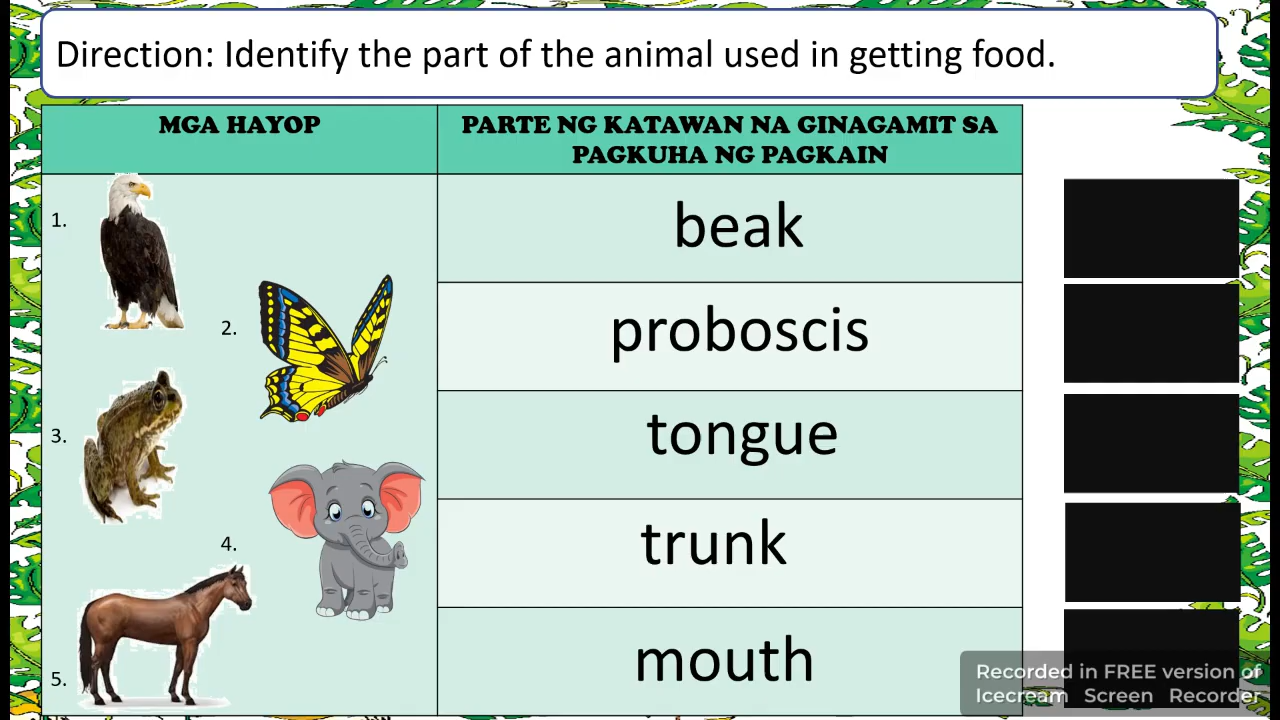 Direction: Identify the part of the animal used in getting food.
MGA HAYOP
PARTE NG KATAWAN NA GINAGAMIT SA
PAGKUHA NG PAGKAIN
1.
beak
2.
proboscis
3.
tongue
4.
trunk
5.
mouth
Recorded in FREE version of
Icecream Screen Recorder